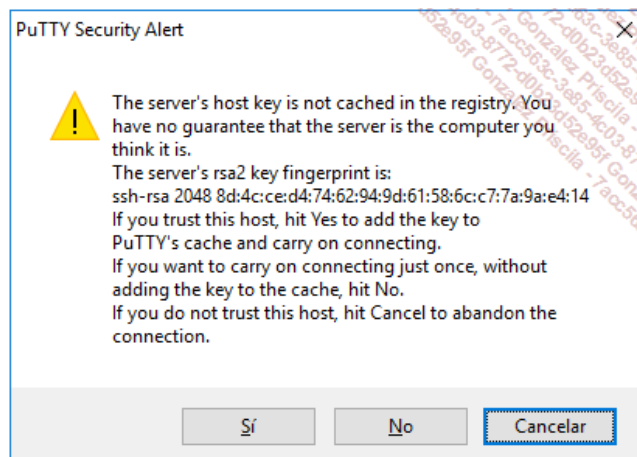 PuTTY Security Alert
The server's host key is not cached in the registry. You
have no guarantee that the server is the computer you
think it is.
The server's rsa2 key fingerprint is:
ssh-rsa 2048 8d:4c:ce:d4:74:62:94:9d:61:58:6c:c7:7a:9a:e4:14
If you trust this host, hit Yes to add the key to
PuTTY's cache and carry on connecting.
If you want to carry on connecting just once, without
adding the key to the cache, hit No.
If you do not trust this host, hit Cancel to abandon the
connection.
Sí
No
Cancelar